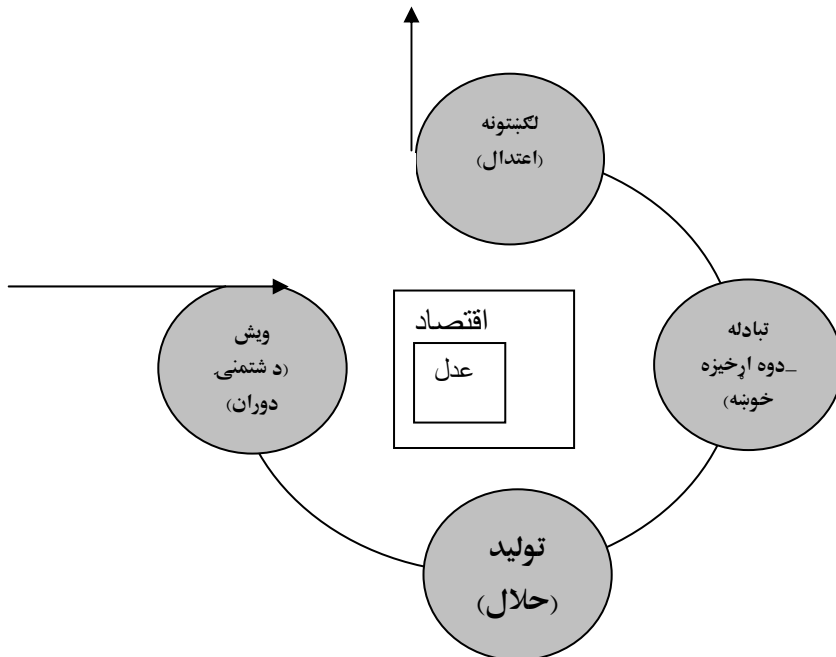 لګښتونه
(اعتدال)
تبادله
_دوه اړخیزه
خوښه)
اقتصاد
عدل
ویش
(د شتمنۍ
دوران)
تولید
(حلال)